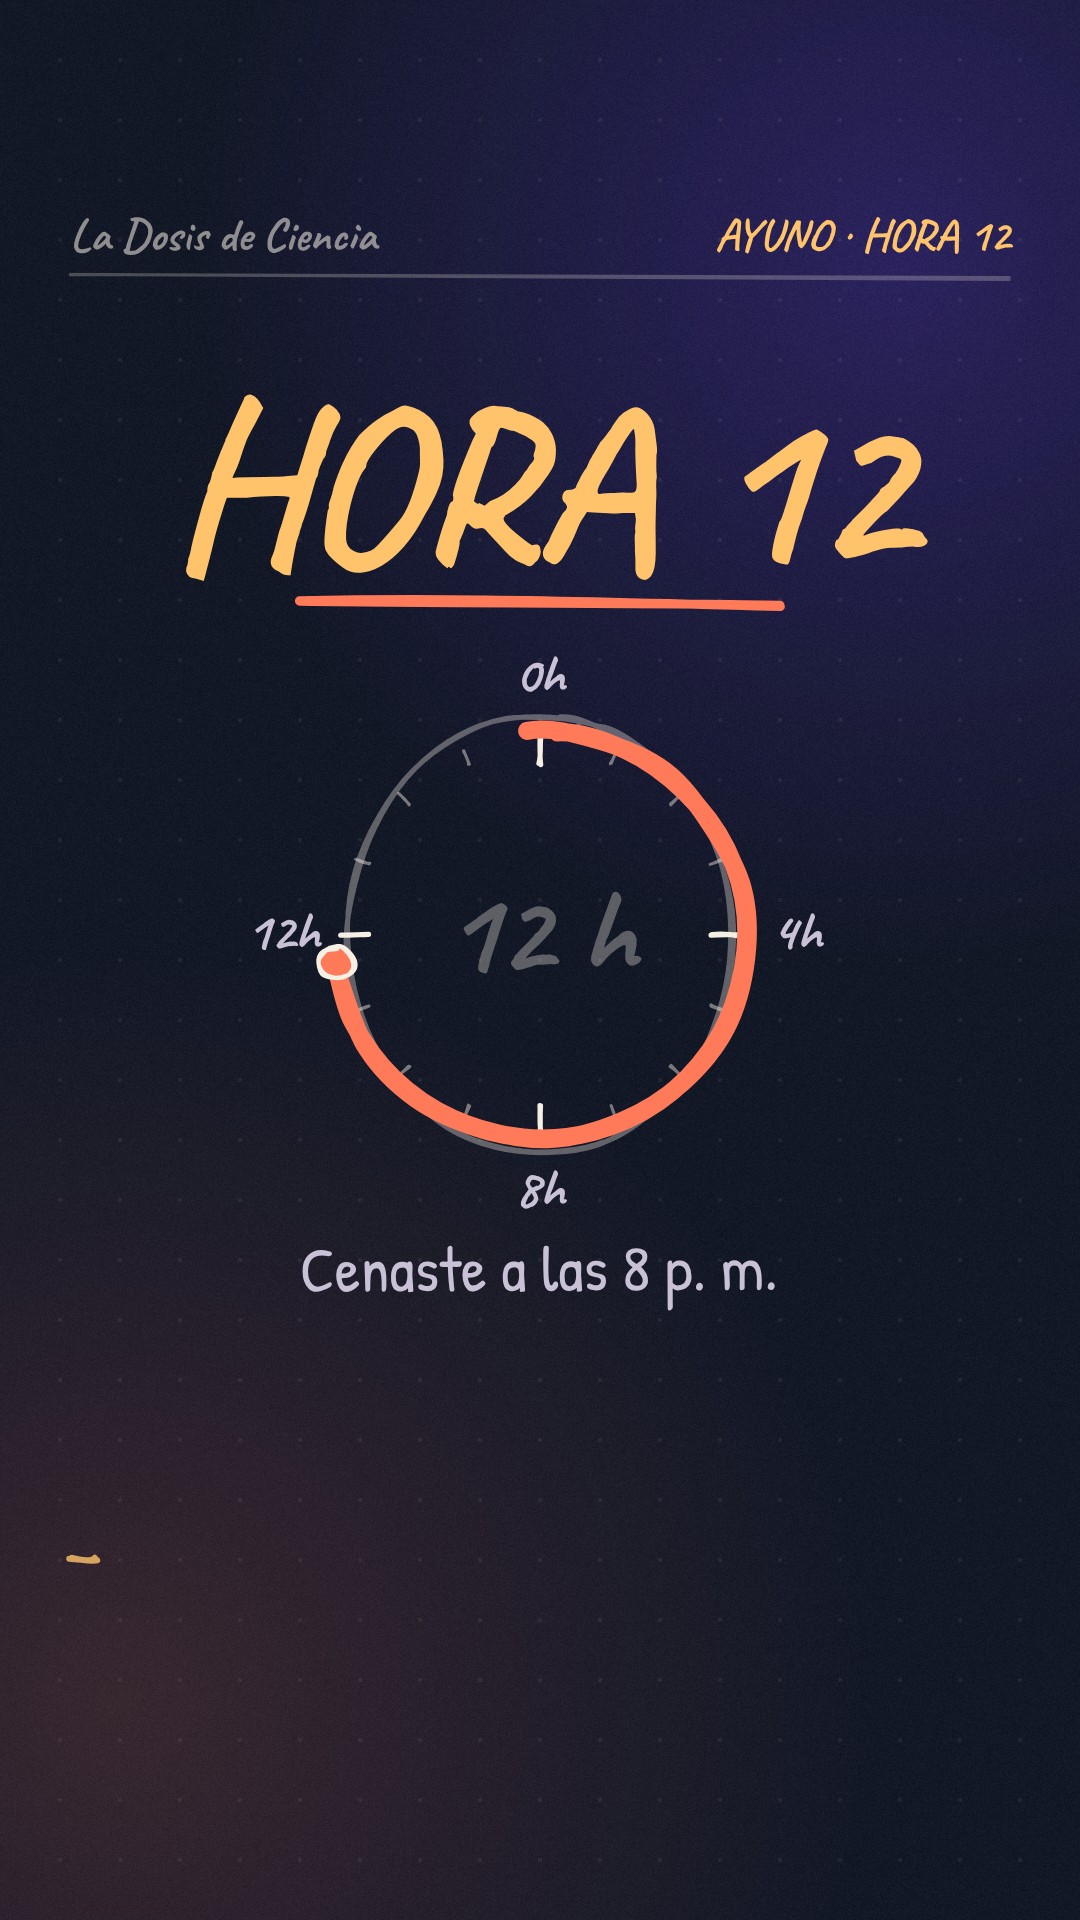 La Dosis de Ciencia
AYUNO · HORA 12
HORA 12
0h
12h
12 h
4h
8h
Cenaste a las 8 p. m.